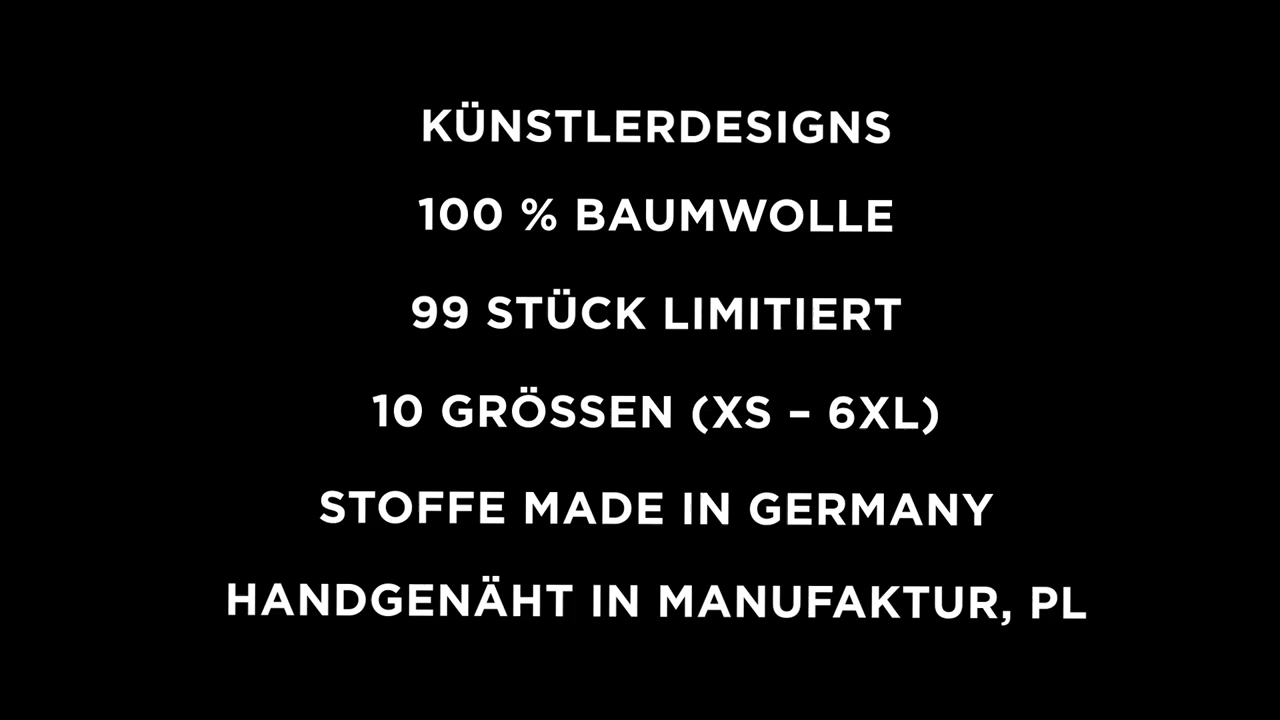 KÜNSTLERDESIGNS
100 % BAUMWOLLE
99 STÜCK LIMITIERT
10 GRÖSSEN (XS – 6XL)
STOFFE MADE IN GERMANY
HANDGENÄHT IN MANUFAKTUR, PL